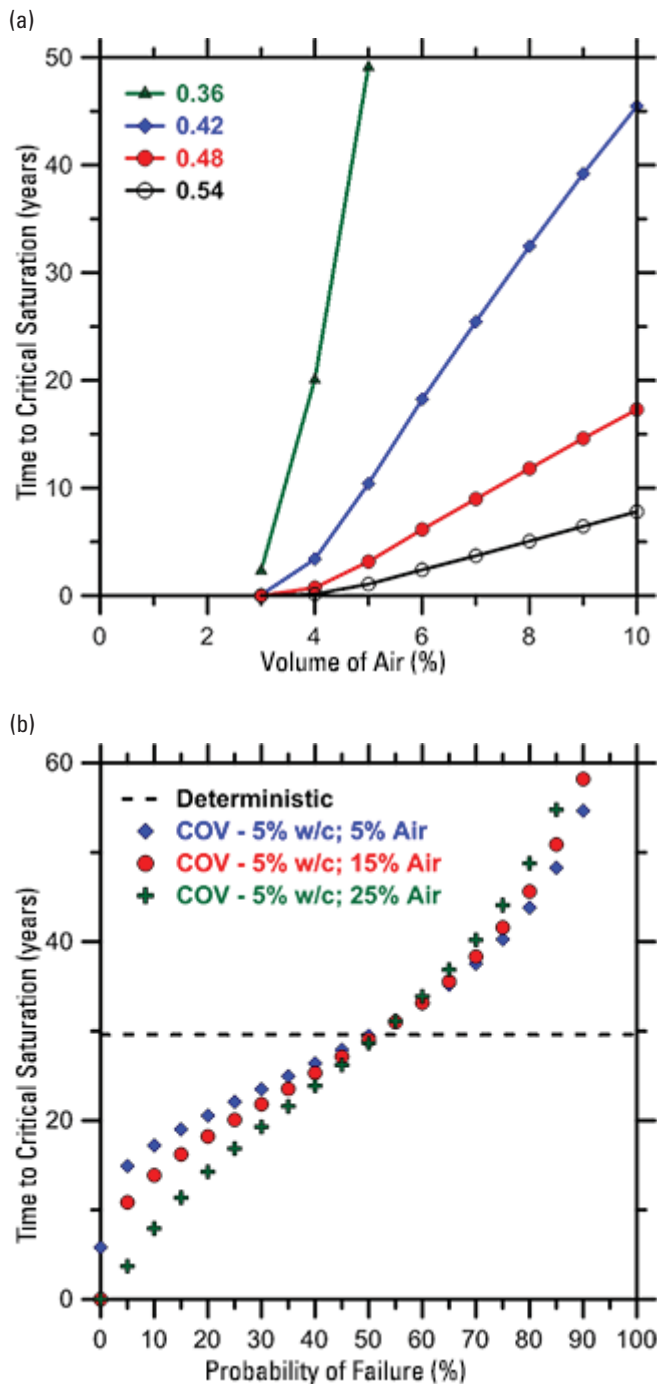 (a)
50
40
30
20
10
0
Time to Critical Saturation (years)
0.36
0.42
0.48
0.54
0 2 4 6 8 10
Volume of Air (%)
(b)
60
40
20
0
Time to Critical Saturation (years)
Deterministic
COV - 5% w/c; 5% Air
COV - 5% w/c; 15% Air
COV - 5% w/c; 25% Air
0 10 20 30 40 50 60 70 80 90 100
Probability of Failure (%)